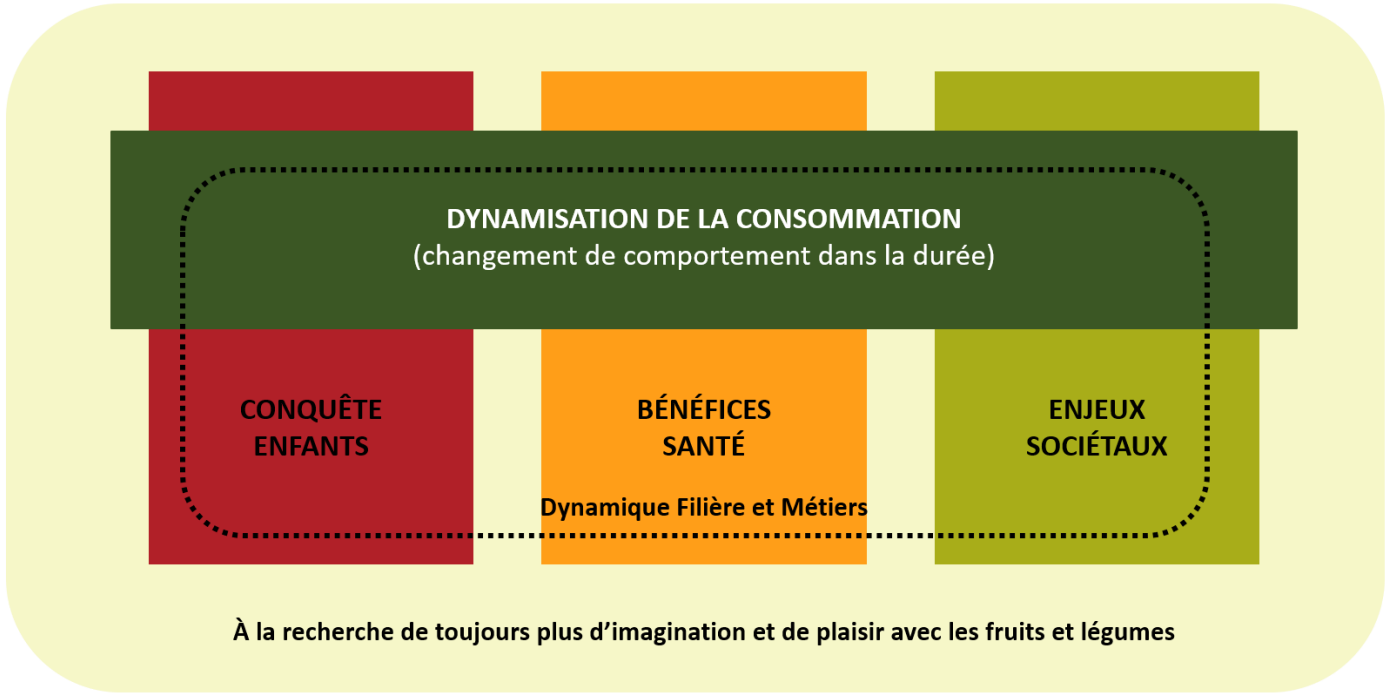 DYNAMISATION DE LA CONSOMMATION
(changement de comportement dans la durée)
CONQUÊTE
ENFANTS
BÉNÉFICES
SANTÉ
ENJEUX
SOCIÉTAUX
Dynamique Filière et Métiers
À la recherche de toujours plus d’imagination et de plaisir avec les fruits et légumes